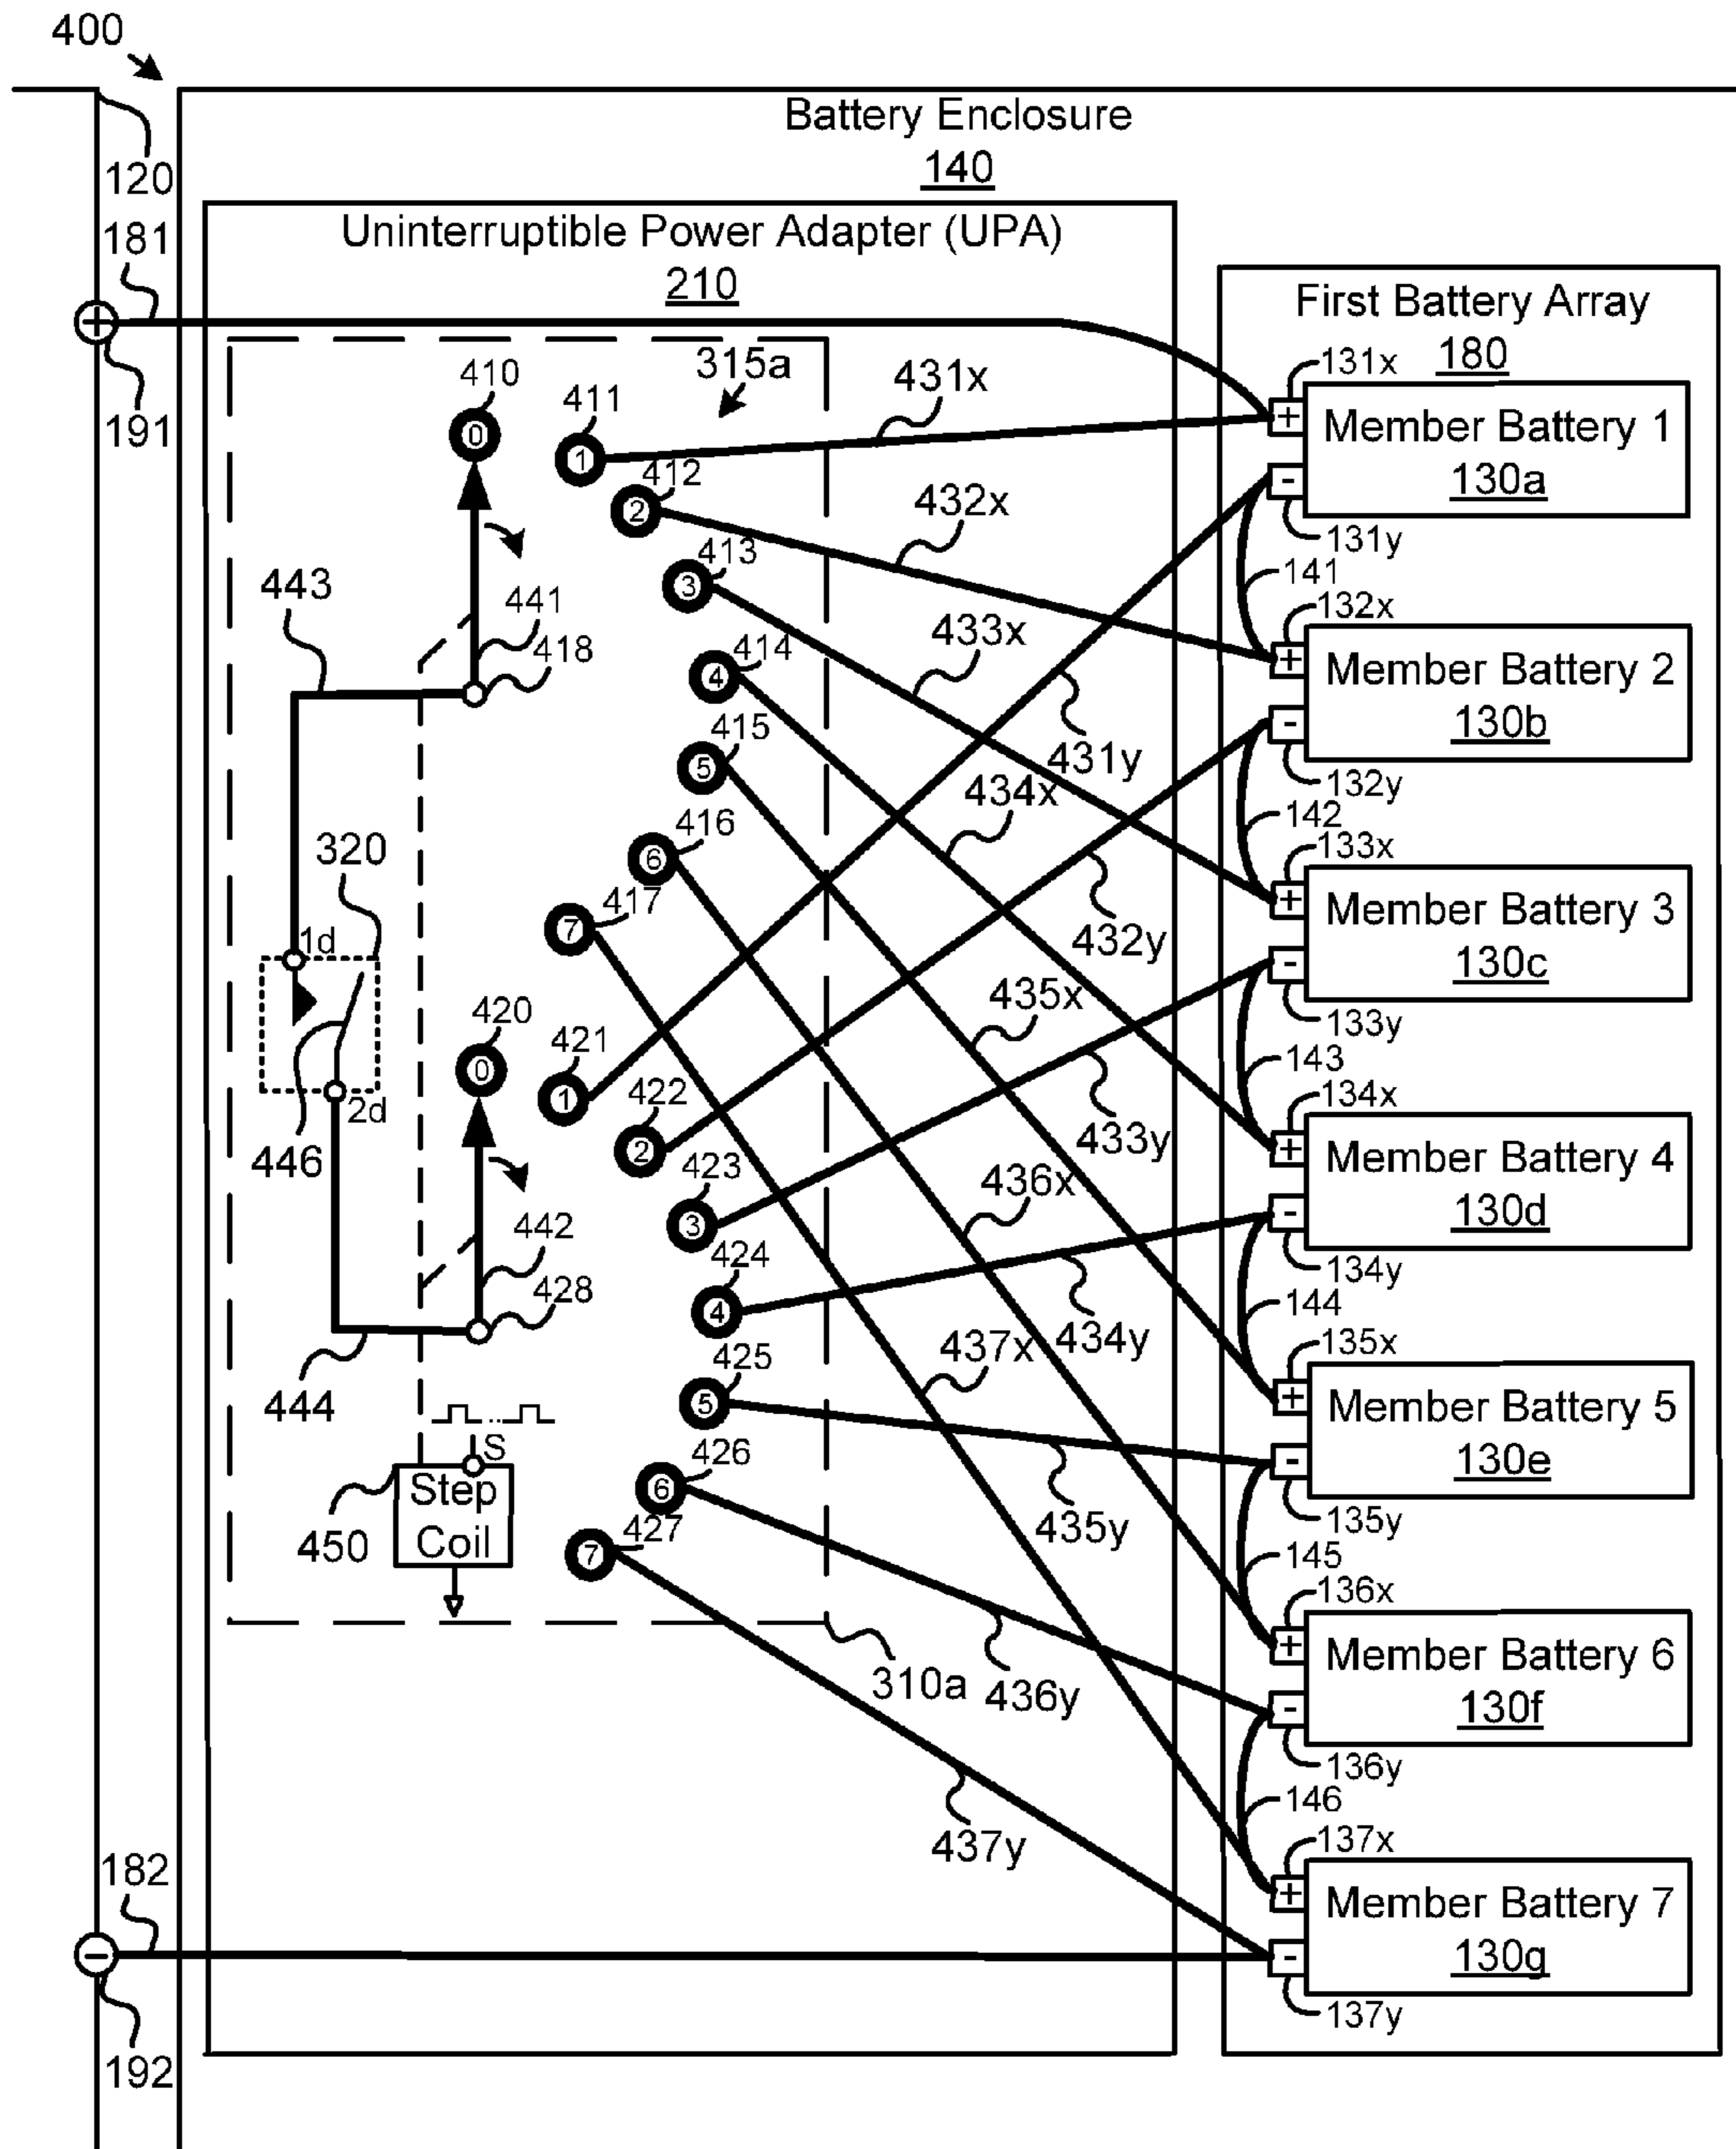 400
Battery Enclosure
140
120
Uninterruptible Power Adapter (UPA)
210
181
191
First Battery Array
180
315a
410
0
411
1
431x
131x
+
Member Battery 1
130a
-
131y
412
2
432x
413
3
141
132x
443
441
418
433x
414
4
+
Member Battery 2
130b
-
132y
431y
415
5
434x
142
133x
320
416
6
417
7
+
Member Battery 3
130c
-
133y
432y
1d
435x
420
0
421
1
143
134x
2d
446
422
2
433y
+
Member Battery 4
130d
-
134y
423
3
436x
442
428
424
4
434y
144
135x
437x
444
425
5
+
Member Battery 5
130e
-
135y
S
Step
Coil
450
426
6
435y
427
7
145
136x
310a
436y
+
Member Battery 6
130f
-
136y
146
137x
437y
182
192
+
Member Battery 7
130g
-
137y